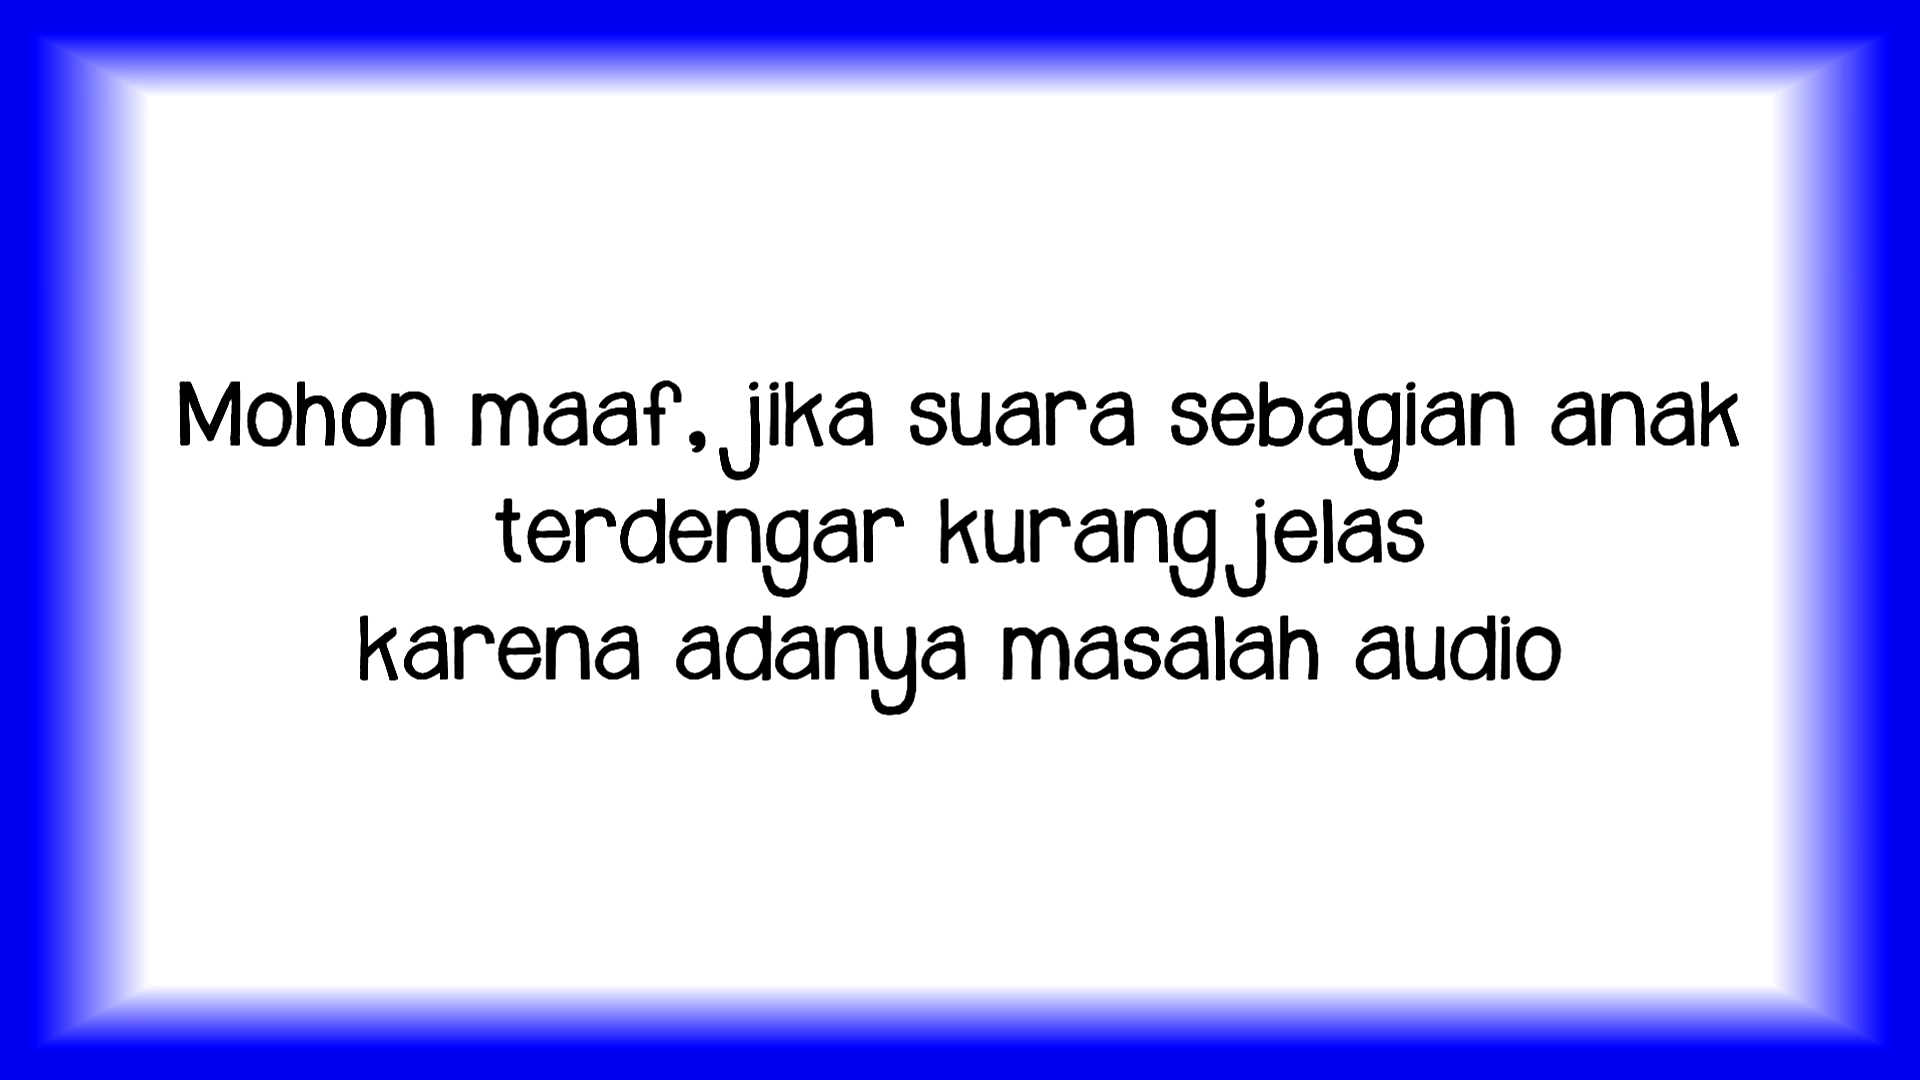 Mohon maaf, jika suara sebagian anak
terdengar kurang jelas
karena adanya masalah audio